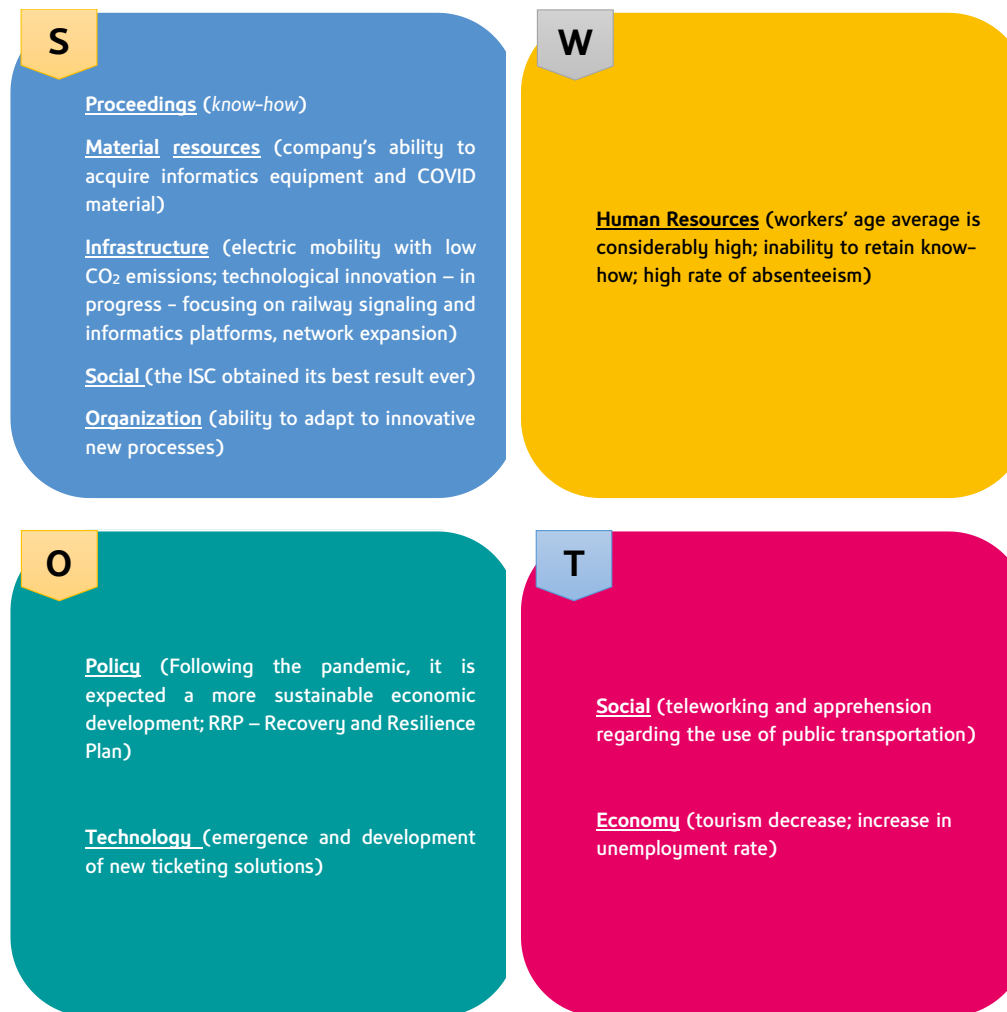 S
Proceedings (know-how)
Material resources (company's ability to
acquire informatics equipment and COVID
material)
Infrastructure (electric mobility with low
CO₂ emissions; technological innovation – in
progress - focusing on railway signaling and
informatics platforms, network expansion)
Social (the ISC obtained its best result ever)
Organization (ability to adapt to innovative
new processes)
W
Human Resources (workers' age average is
considerably high; inability to retain know-
how; high rate of absenteeism)
O
Policy (Following the pandemic, it is
expected a more sustainable economic
development; RRP – Recovery and Resilience
Plan)
Technology (emergence and development
of new ticketing solutions)
T
Social (teleworking and apprehension
regarding the use of public transportation)
Economy (tourism decrease; increase in
unemployment rate)